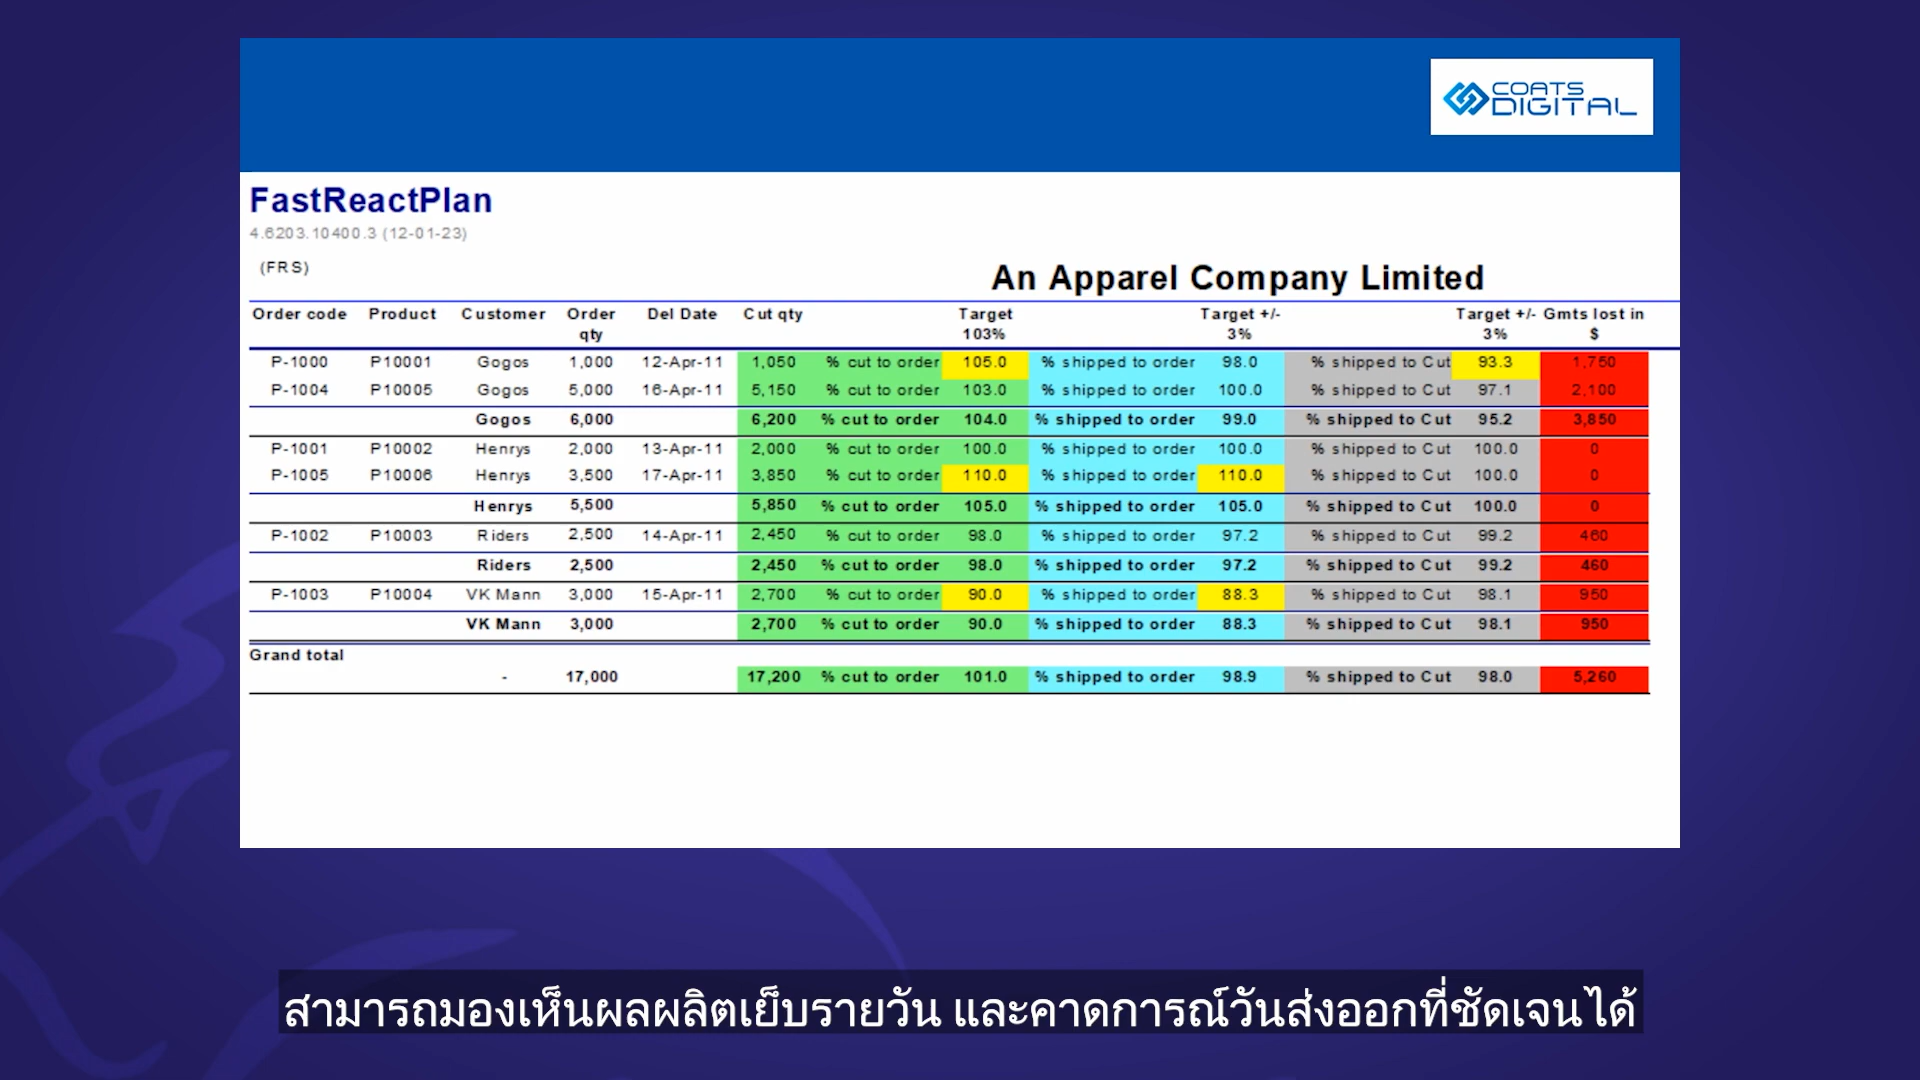 COATS
DIGITAL
FastReactPlan
4.6203.10400.3 (12-01-23)
(FRS)
An Apparel Company Limited
Order code Product Customer Order qty Del Date Cut qty Target 103% Target +/- 3% Target +/- 3% Gmts lost in $
P-1000 P10001 Gogos 1,000 12-Apr-11 1,050 % cut to order 105.0 % shipped to order 98.0 % shipped to Cut 93.3 1,750
P-1004 P10005 Gogos 5,000 16-Apr-11 5,150 % cut to order 103.0 % shipped to order 100.0 % shipped to Cut 97.1 2,100
Gogos 6,000 6,200 % cut to order 104.0 % shipped to order 99.0 % shipped to Cut 95.2 3,850
P-1001 P10002 Henrys 2,000 13-Apr-11 2,000 % cut to order 100.0 % shipped to order 100.0 % shipped to Cut 100.0 0
P-1005 P10006 Henrys 3,500 17-Apr-11 3,850 % cut to order 110.0 % shipped to order 110.0 % shipped to Cut 100.0 0
Henrys 5,500 5,850 % cut to order 105.0 % shipped to order 105.0 % shipped to Cut 100.0 0
P-1002 P10003 Riders 2,500 14-Apr-11 2,450 % cut to order 98.0 % shipped to order 97.2 % shipped to Cut 99.2 460
Riders 2,500 2,450 % cut to order 98.0 % shipped to order 97.2 % shipped to Cut 99.2 460
P-1003 P10004 VK Mann 3,000 15-Apr-11 2,700 % cut to order 90.0 % shipped to order 88.3 % shipped to Cut 98.1 950
VK Mann 3,000 2,700 % cut to order 90.0 % shipped to order 88.3 % shipped to Cut 98.1 950
Grand total
- 17,000 17,200 % cut to order 101.0 % shipped to order 98.9 % shipped to Cut 98.0 5,260
สามารถมองเห็นผลผลิตเย็บรายวัน และคาดการณ์วันส่งออกที่ชัดเจนได้